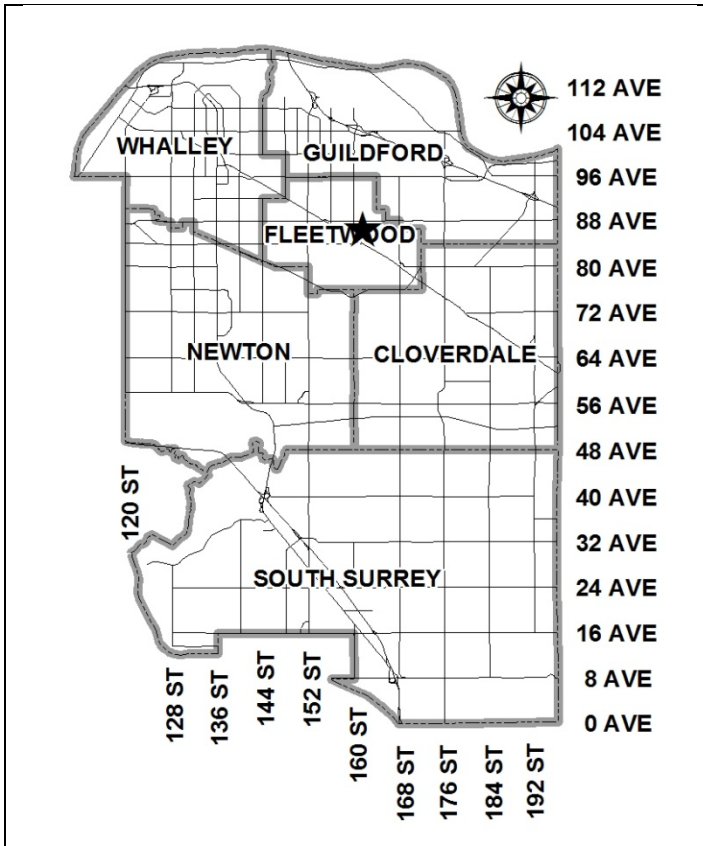 112 AVE
104 AVE
WHALLEY
GUILDFORD
96 AVE
88 AVE
FLEETWOOD
80 AVE
72 AVE
NEWTON
CLOVERDALE
64 AVE
56 AVE
48 AVE
120 ST
40 AVE
32 AVE
SOUTH SURREY
24 AVE
16 AVE
8 AVE
0 AVE
128 ST
136 ST
144 ST
152 ST
160 ST
168 ST
176 ST
184 ST
192 ST